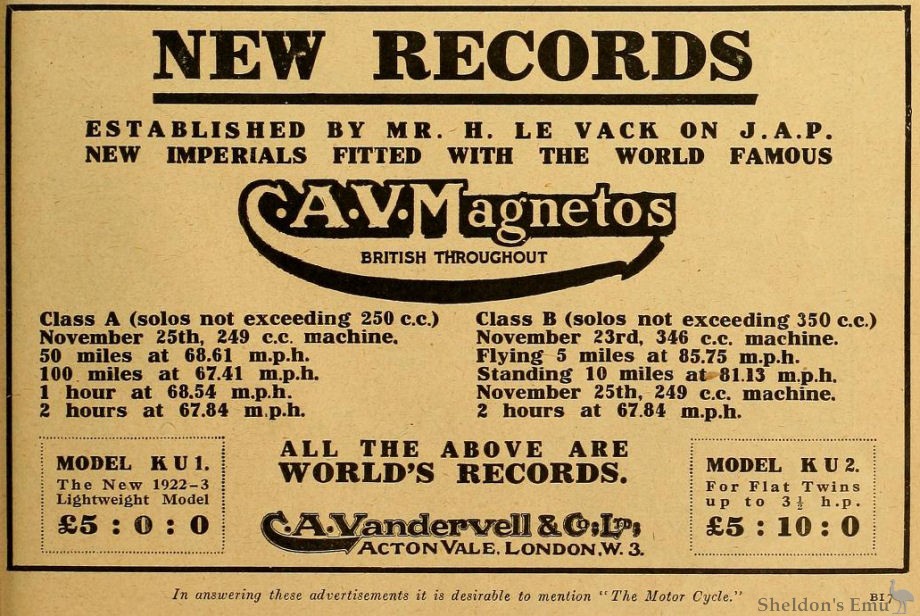 NEW RECORDS
ESTABLISHED BY MR. H. LE VACK ON J.A.P.
NEW IMPERIALS FITTED WITH THE WORLD FAMOUS
C.A.V. Magnetos
BRITISH THROUGHOUT
Class A (solos not exceeding 250 c.c.)
November 25th, 249 c.c. machine.
50 miles at 68.61 m.p.h.
100 miles at 67.41 m.p.h.
1 hour at 68.54 m.p.h.
2 hours at 67.84 m.p.h.
Class B (solos not exceeding 350 c.c.)
November 23rd, 346 c.c. machine.
Flying 5 miles at 85.75 m.p.h.
Standing 10 miles at 81.13 m.p.h.
November 25th, 249 c.c. machine.
2 hours at 67.84 m.p.h.
MODEL KU1.
The New 1922-3
Lightweight Model
£5 : 0 : 0
ALL THE ABOVE ARE
WORLD'S RECORDS.
C.A.Vandervell & Co; LTD;
ACTON VALE, LONDON, W. 3.
MODEL KU2.
For Flat Twins
up to 3½ h.p.
£5 : 10 : 0
In answering these advertisements it is desirable to mention "The Motor Cycle."
B17
Sheldon's Emu